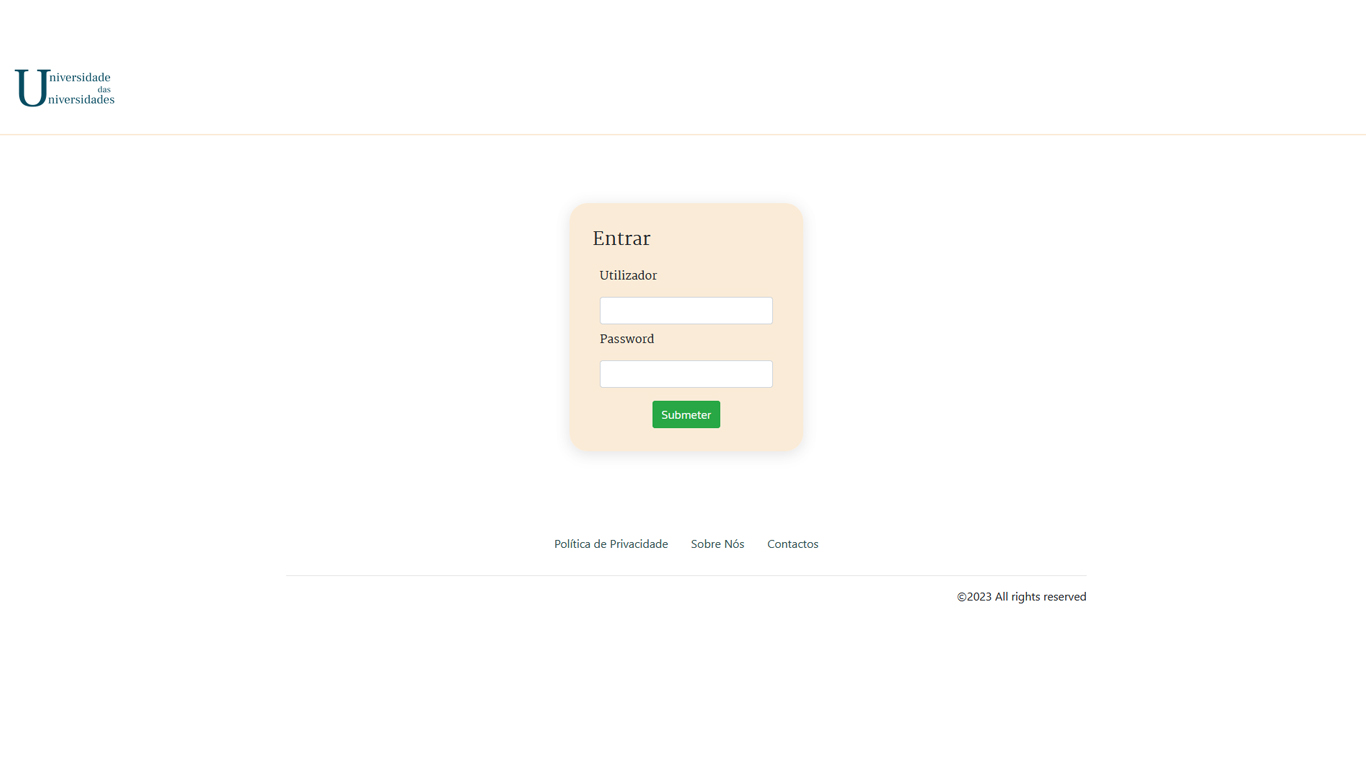 Universidade
das
Universidades
Entrar
Utilizador
Password
Submeter
Política de Privacidade Sobre Nós Contactos
©2023 All rights reserved